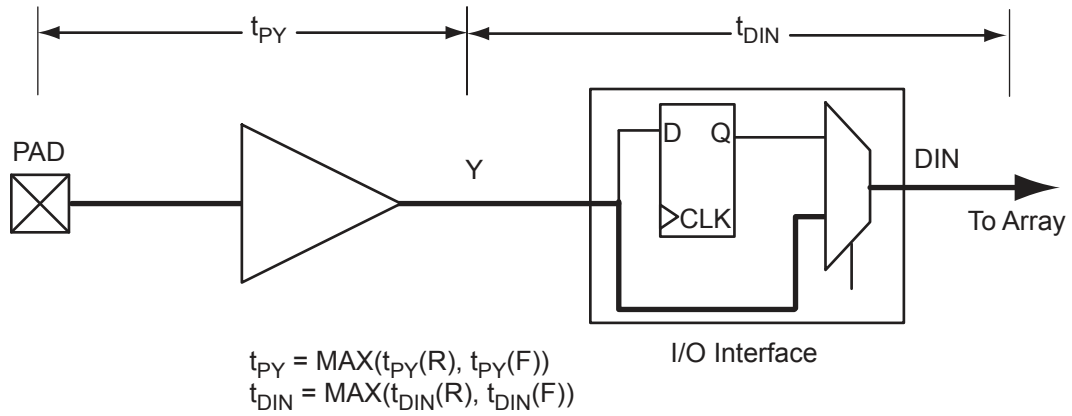 tPY
tDIN
PAD
Y
D Q
CLK
DIN
To Array
I/O Interface
tPY = MAX(tPY(R), tPY(F))
tDIN = MAX(tDIN(R), tDIN(F))